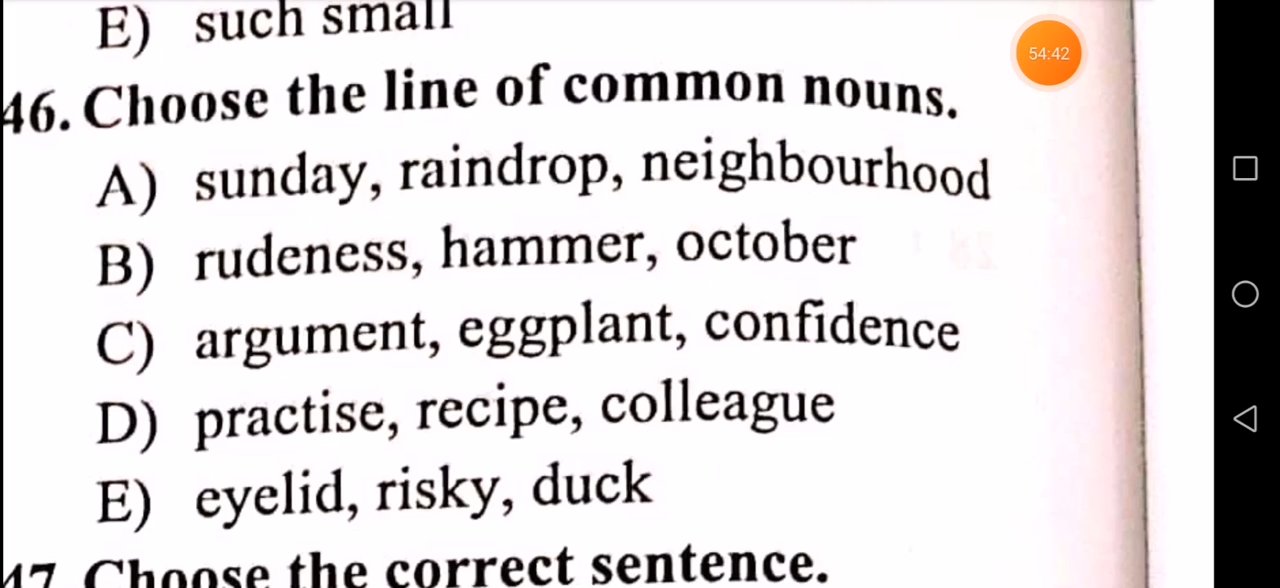 E) such small
54:42
46. Choose the line of common nouns.
A) sunday, raindrop, neighbourhood
B) rudeness, hammer, october
C) argument, eggplant, confidence
D) practise, recipe, colleague
E) eyelid, risky, duck
47. Choose the correct sentence.